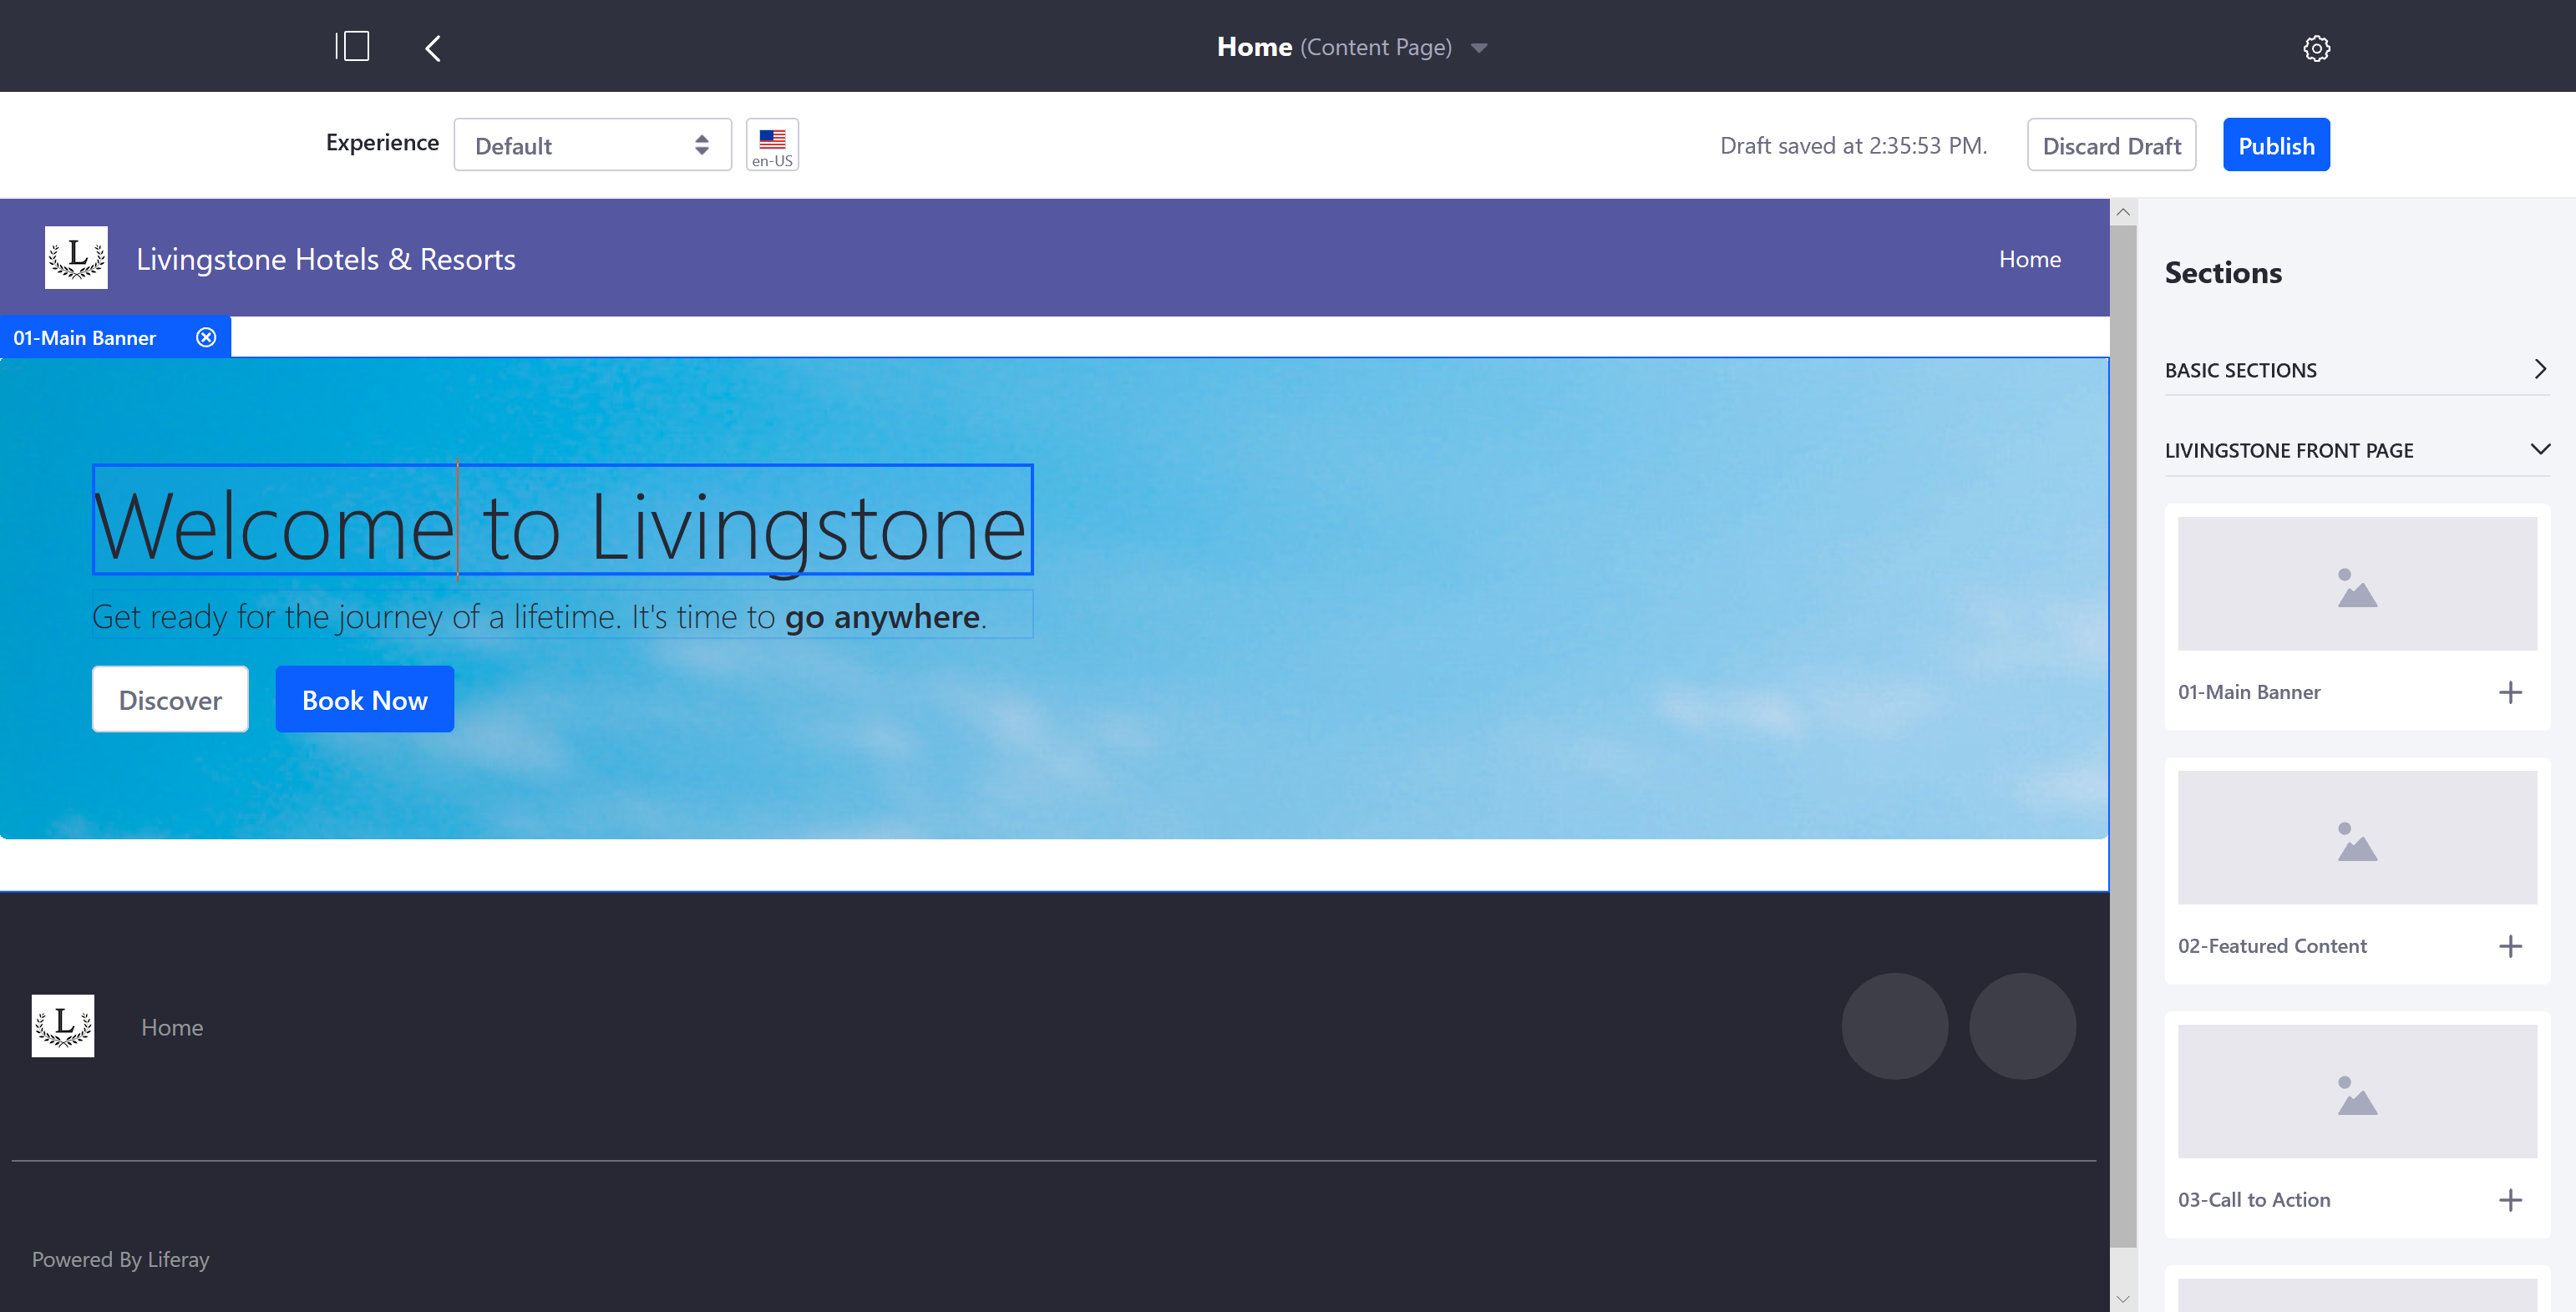 Home (Content Page)
Experience
Default
en-US
Draft saved at 2:35:53 PM.
Discard Draft
Publish
L
Livingstone Hotels & Resorts
Home
01-Main Banner
Welcome to Livingstone
Get ready for the journey of a lifetime. It's time to go anywhere.
Discover
Book Now
L
Home
Powered By Liferay
Sections
BASIC SECTIONS
LIVINGSTONE FRONT PAGE
01-Main Banner
02-Featured Content
03-Call to Action